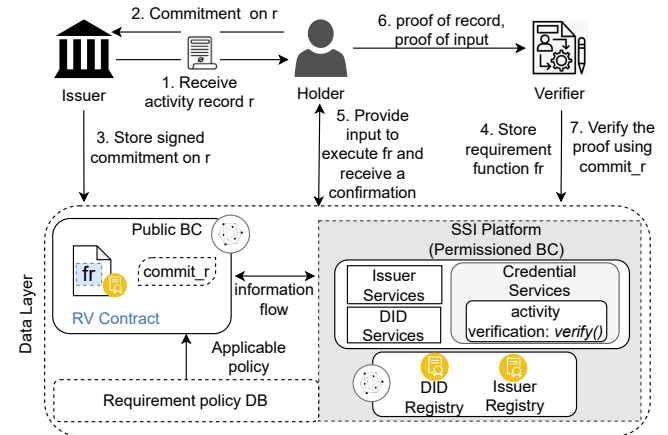 2. Commitment on r
6. proof of record,
proof of input
1. Receive
activity record r
Issuer
Holder
Verifier
3. Store signed
commitment on r
5. Provide
input to
execute fr and
receive a
confirmation
4. Store
requirement
function fr
7. Verify the
proof using
commit_r
Data Layer
Public BC
fr
commit_r
RV Contract
information
flow
Applicable
policy
Requirement policy DB
SSI Platform
(Permissioned BC)
Issuer
Services
DID
Services
Credential
Services
activity
verification: verify()
DID
Registry
Issuer
Registry